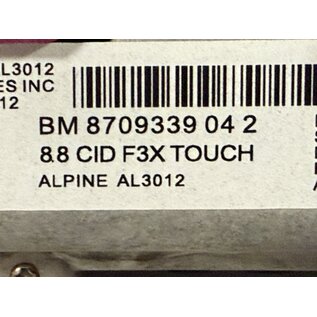 AL3012
ES INC
12
BM 8709339 04 2
8.8 CID F3X TOUCH
ALPINE AL3012